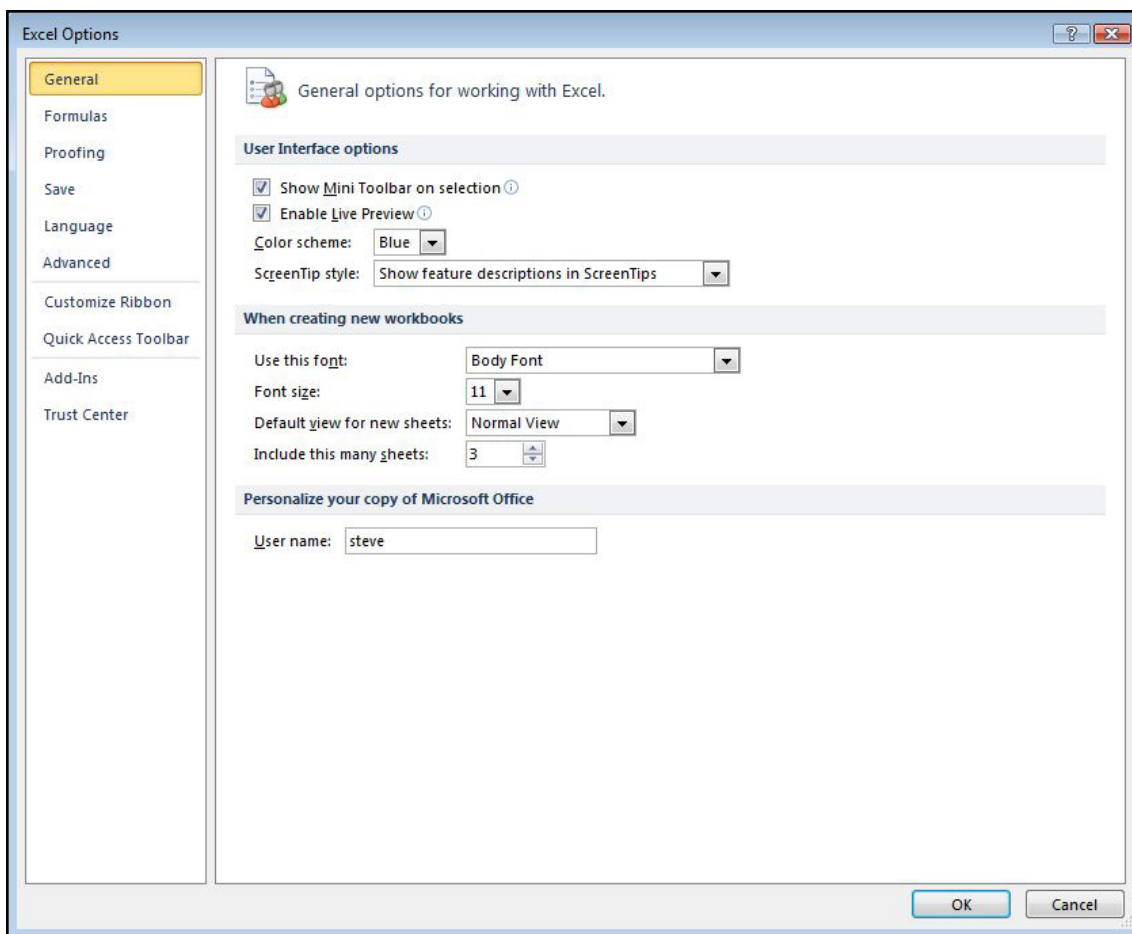 Excel Options
General
Formulas
Proofing
Save
Language
Advanced
Customize Ribbon
Quick Access Toolbar
Add-Ins
Trust Center
General options for working with Excel.
User Interface options
Show Mini Toolbar on selection
Enable Live Preview
Color scheme: Blue
ScreenTip style: Show feature descriptions in ScreenTips
When creating new workbooks
Use this font: Body Font
Font size: 11
Default view for new sheets: Normal View
Include this many sheets: 3
Personalize your copy of Microsoft Office
User name: steve
OK Cancel